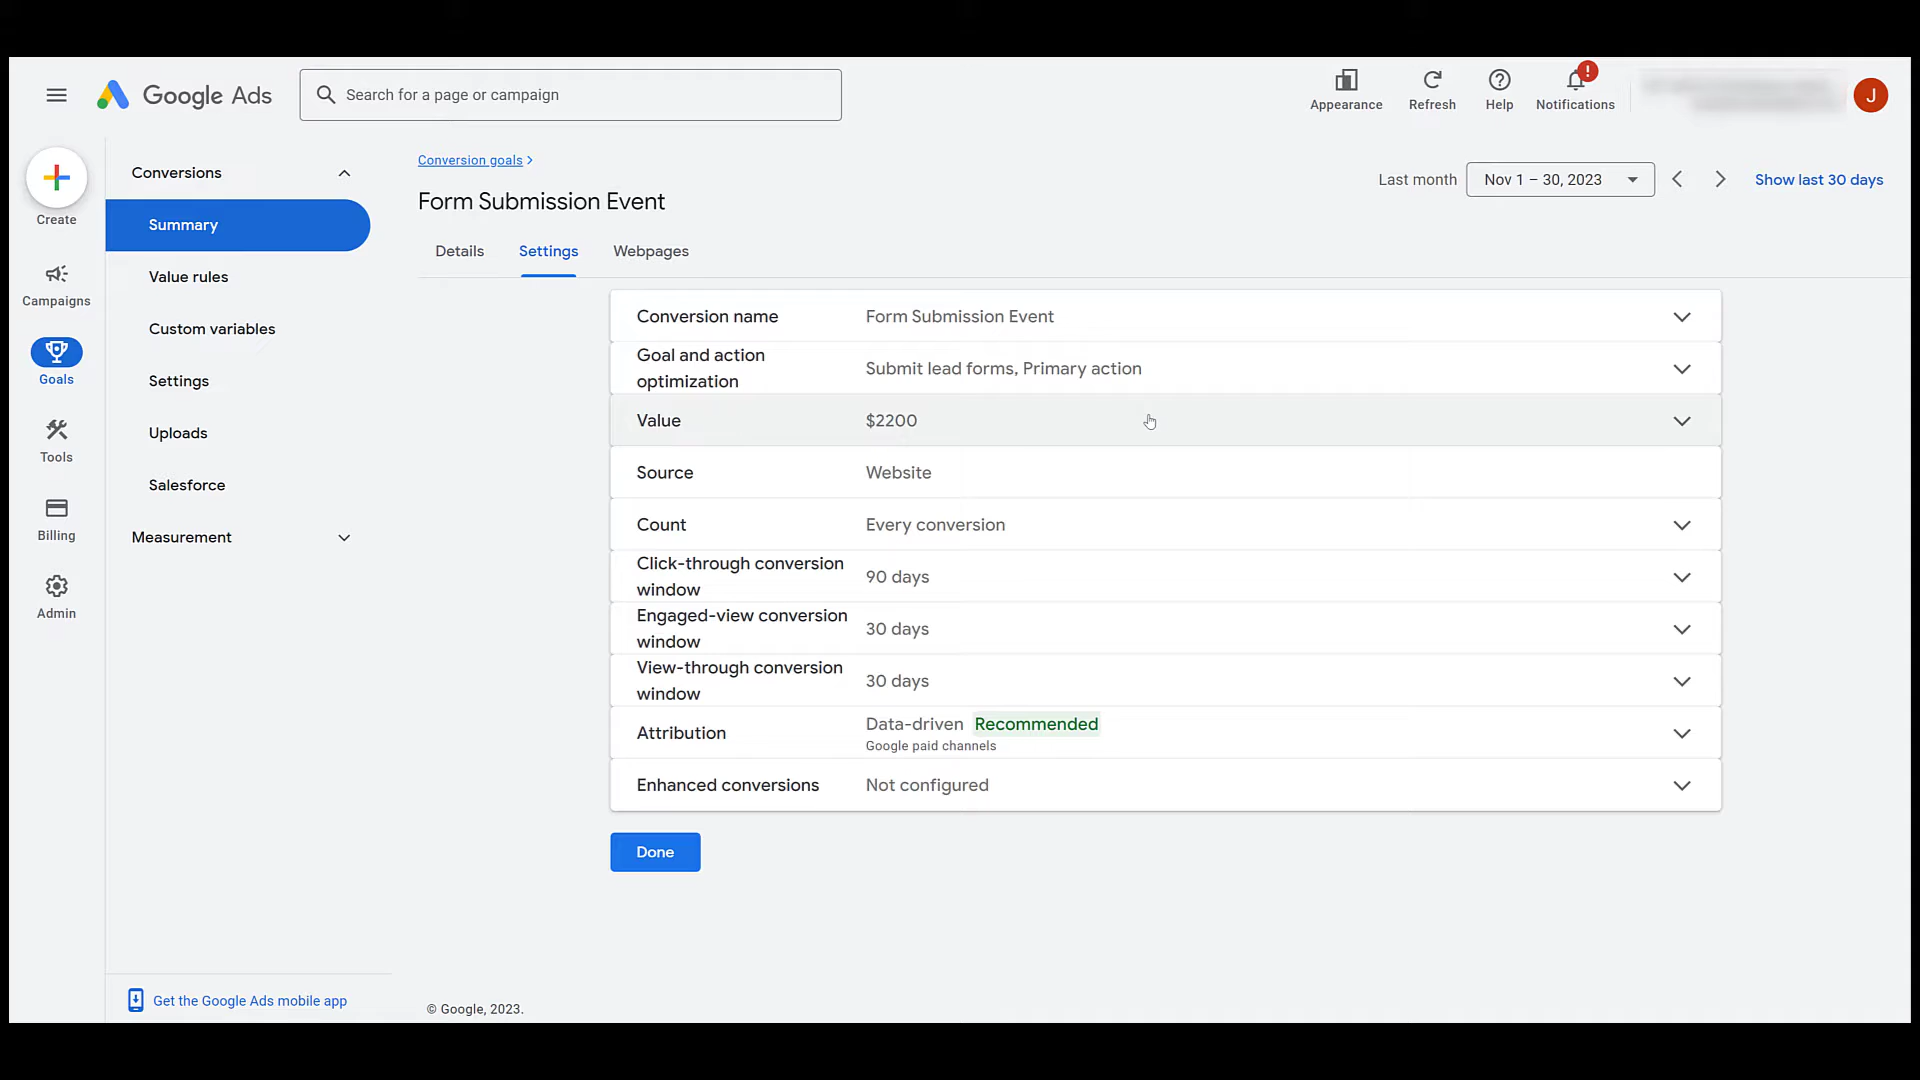 Google Ads
Search for a page or campaign
Appearance
Refresh
Help
!
Notifications
J
Create
Campaigns
Goals
Tools
Billing
Admin
Conversions
Summary
Value rules
Custom variables
Settings
Uploads
Salesforce
Measurement
Get the Google Ads mobile app
Conversion goals
Form Submission Event
Last month
Nov 1 – 30, 2023
Show last 30 days
Details
Settings
Webpages
Conversion name
Form Submission Event
Goal and action
optimization
Submit lead forms, Primary action
Value
$2200
Source
Website
Count
Every conversion
Click-through conversion
window
90 days
Engaged-view conversion
window
30 days
View-through conversion
window
30 days
Attribution
Data-driven Recommended
Google paid channels
Enhanced conversions
Not configured
Done
© Google, 2023.